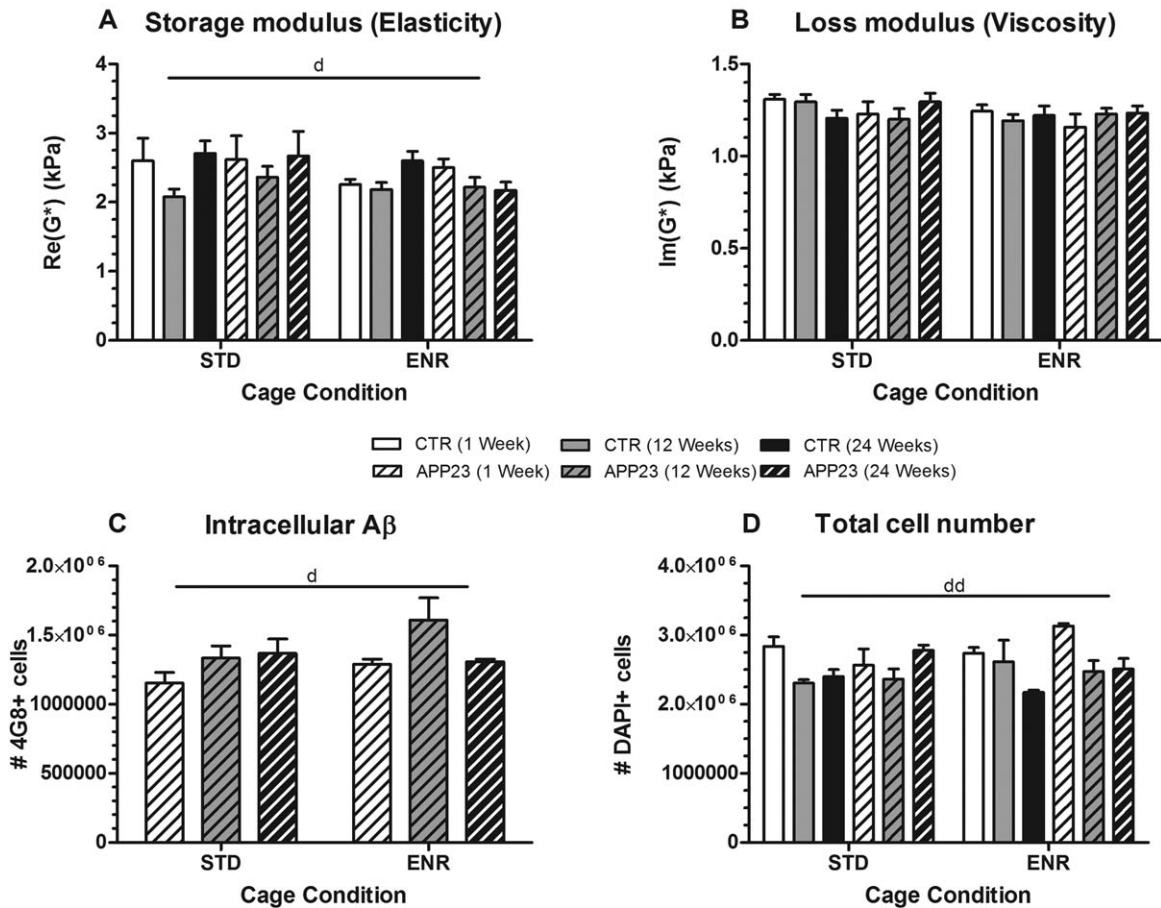 A Storage modulus (Elasticity)
d
Re(G*) (kPa)
4
3
2
1
0
STD ENR
Cage Condition
B Loss modulus (Viscosity)
Im(G*) (kPa)
1.5
1.0
0.5
0.0
STD ENR
Cage Condition
CTR (1 Week) CTR (12 Weeks) CTR (24 Weeks)
APP23 (1 Week) APP23 (12 Weeks) APP23 (24 Weeks)
C Intracellular Aβ
d
# 4G8+ cells
2.0×10⁰⁶
1.5×10⁰⁶
1000000
500000
0
STD ENR
Cage Condition
D Total cell number
dd
# DAPI+ cells
4.0×10⁰⁶
3.0×10⁰⁶
2.0×10⁰⁶
1000000
0
STD ENR
Cage Condition